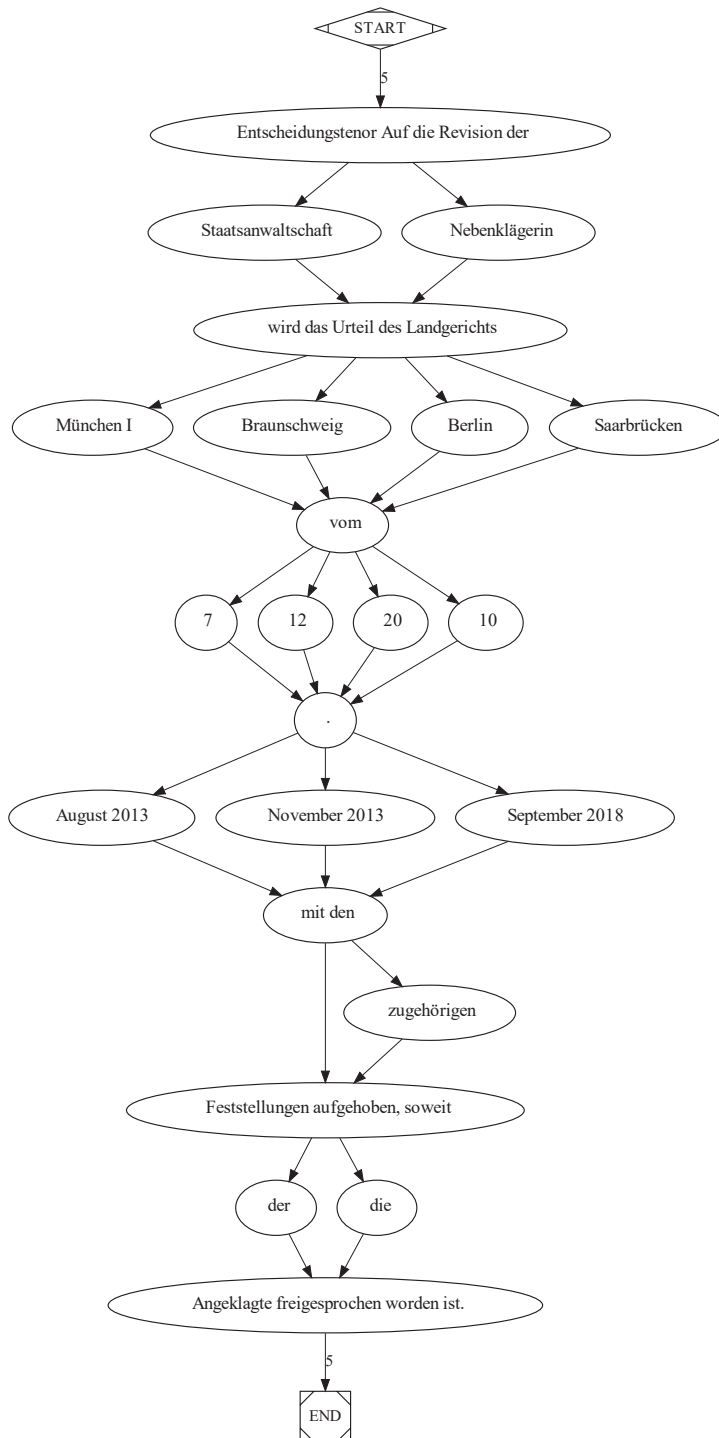 START
5
Entscheidungstenor Auf die Revision der
Staatsanwaltschaft Nebenklägerin
wird das Urteil des Landgerichts
München I Braunschweig Berlin Saarbrücken
vom
7 12 20 10
.
August 2013 November 2013 September 2018
mit den
zugehörigen
Feststellungen aufgehoben, soweit
der die
Angeklagte freigesprochen worden ist.
5
END